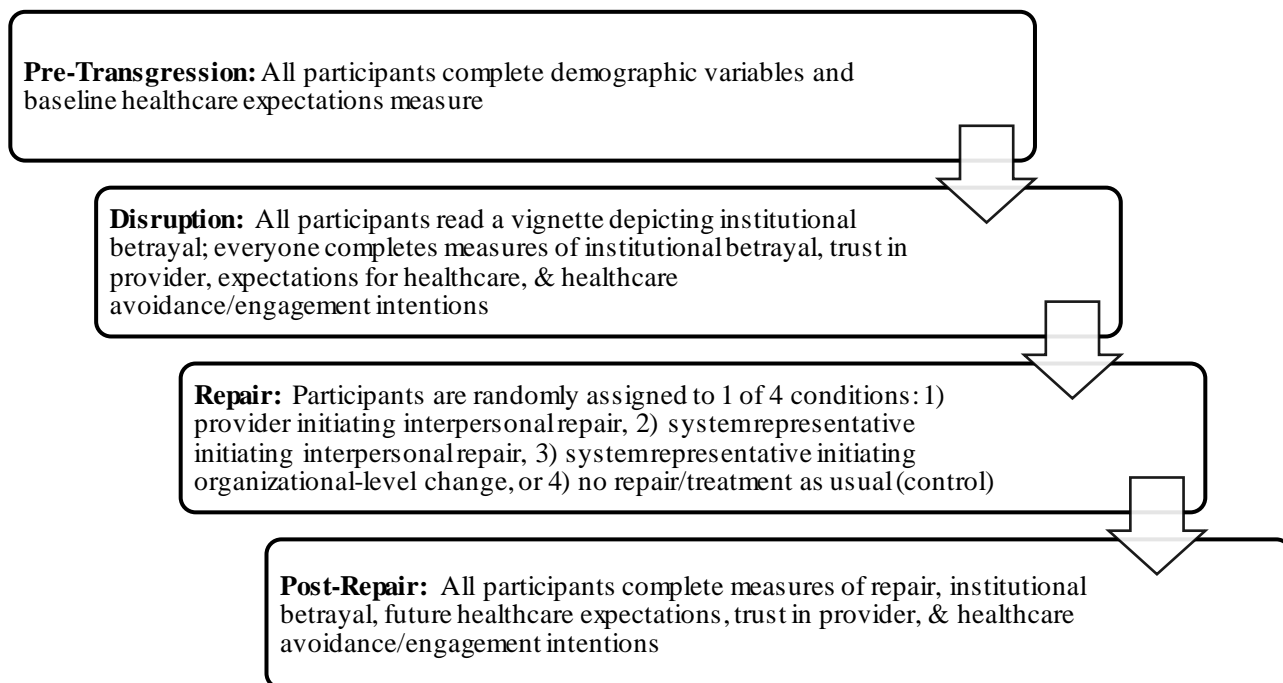 Pre-Transgression: All participants complete demographic variables and
baseline healthcare expectations measure
Disruption: All participants read a vignette depicting institutional
betrayal; everyone completes measures of institutional betrayal, trust in
provider, expectations for healthcare, & healthcare
avoidance/engagement intentions
Repair: Participants are randomly assigned to 1 of 4 conditions: 1)
provider initiating interpersonal repair, 2) system representative
initiating interpersonal repair, 3) system representative initiating
organizational-level change, or 4) no repair/treatment as usual (control)
Post-Repair: All participants complete measures of repair, institutional
betrayal, future healthcare expectations, trust in provider, & healthcare
avoidance/engagement intentions